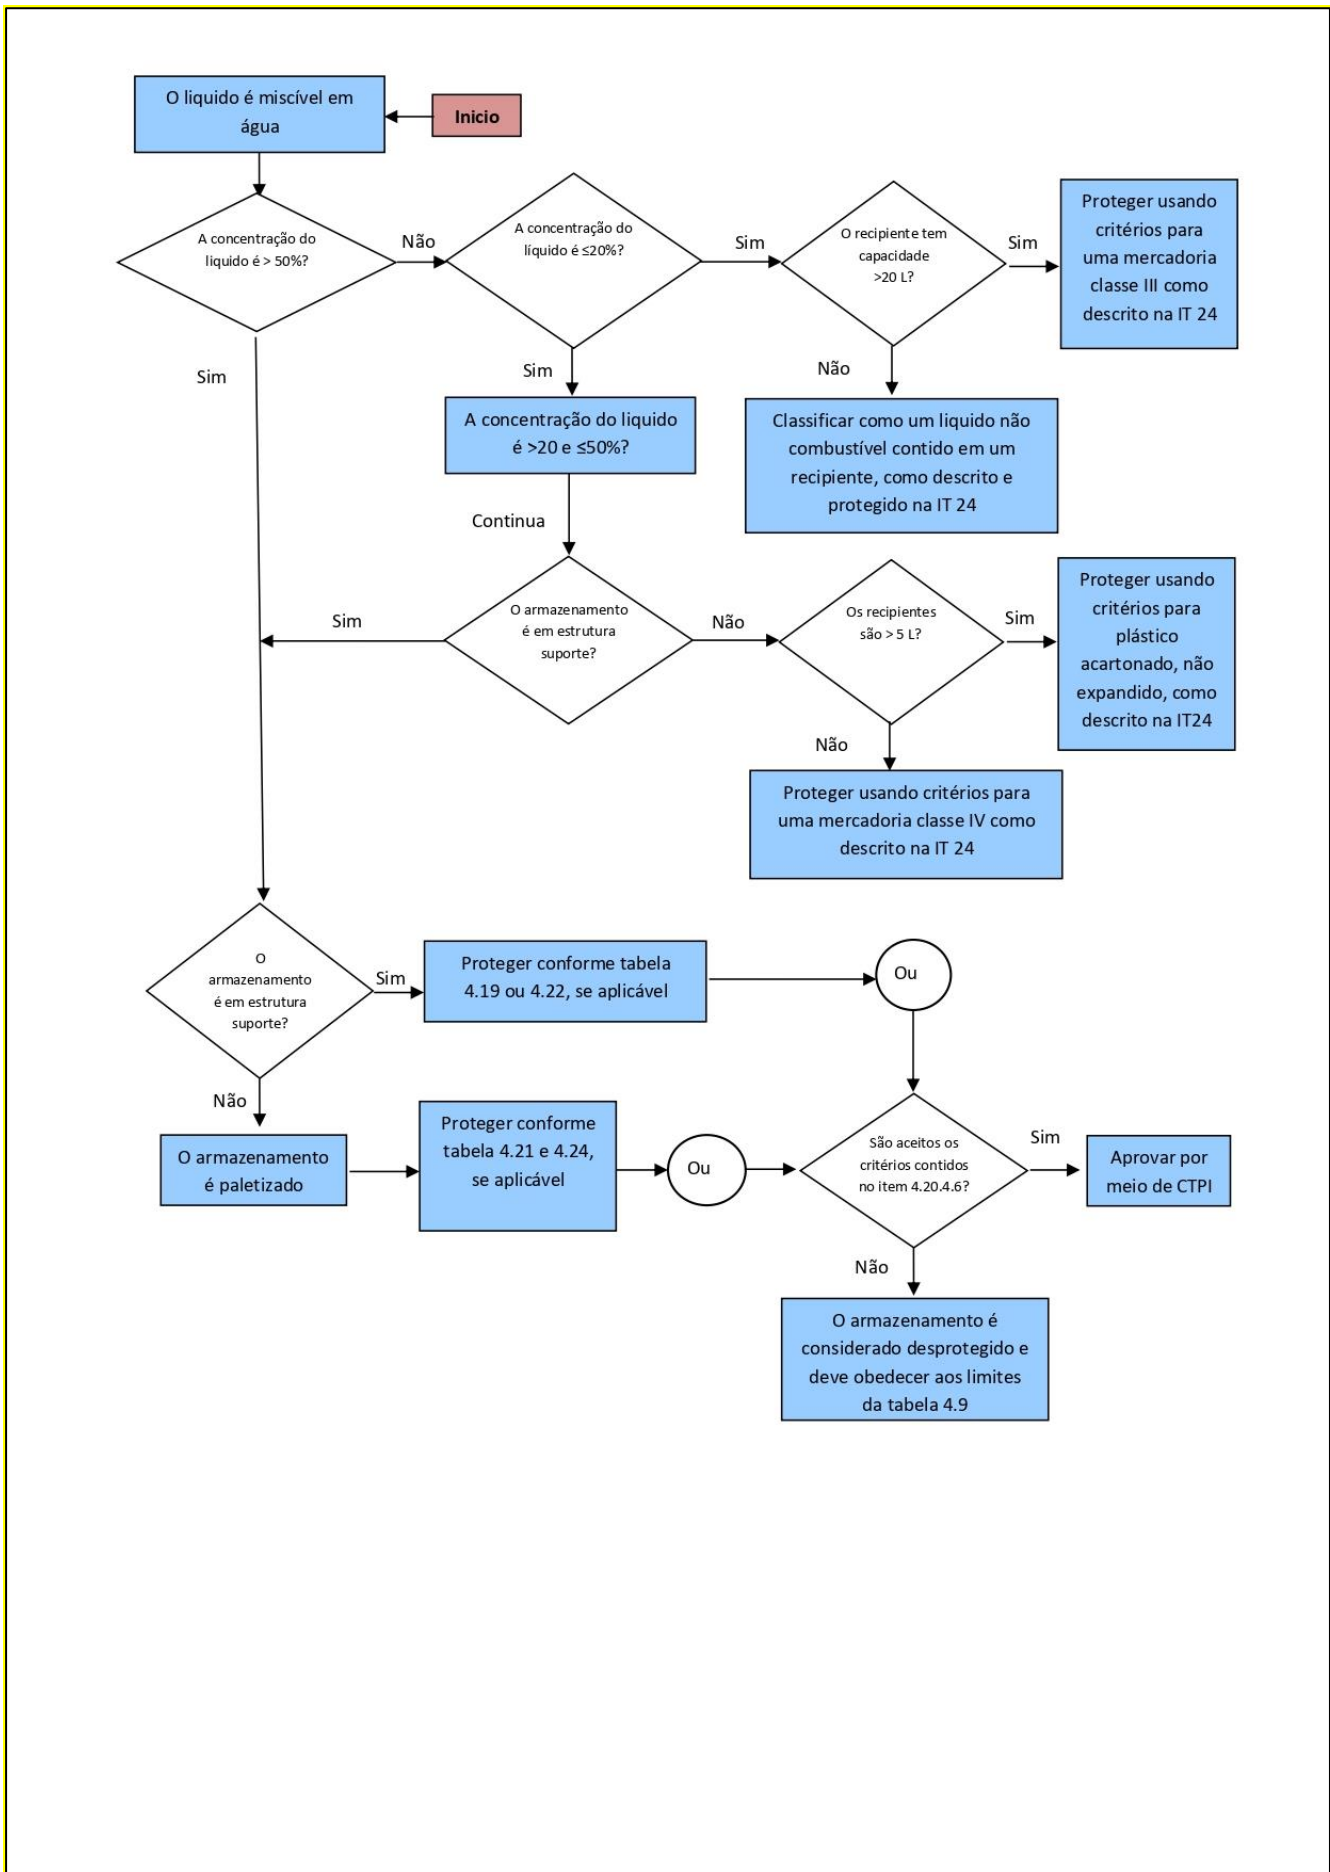 O liquido é miscível em
água
Inicio
A concentração do
liquido é > 50%?
Não
A concentração do
líquido é ≤20%?
Sim
O recipiente tem
capacidade
>20 L?
Sim
Proteger usando
critérios para
uma mercadoria
classe III como
descrito na IT 24
Sim
Sim
Não
A concentração do liquido
é >20 e ≤50%?
Classificar como um liquido não
combustível contido em um
recipiente, como descrito e
protegido na IT 24
Continua
O armazenamento
é em estrutura
suporte?
Sim
Não
Os recipientes
são > 5 L?
Sim
Proteger usando
critérios para
plástico
acartonado, não
expandido, como
descrito na IT24
Não
Proteger usando critérios para
uma mercadoria classe IV como
descrito na IT 24
O
armazenamento
é em estrutura
suporte?
Sim
Proteger conforme tabela
4.19 ou 4.22, se aplicável
Ou
Não
O armazenamento
é paletizado
Proteger conforme
tabela 4.21 e 4.24,
se aplicável
Ou
São aceitos os
critérios contidos
no item 4.20.4.6?
Sim
Aprovar por
meio de CTPI
Não
O armazenamento é
considerado desprotegido e
deve obedecer aos limites
da tabela 4.9